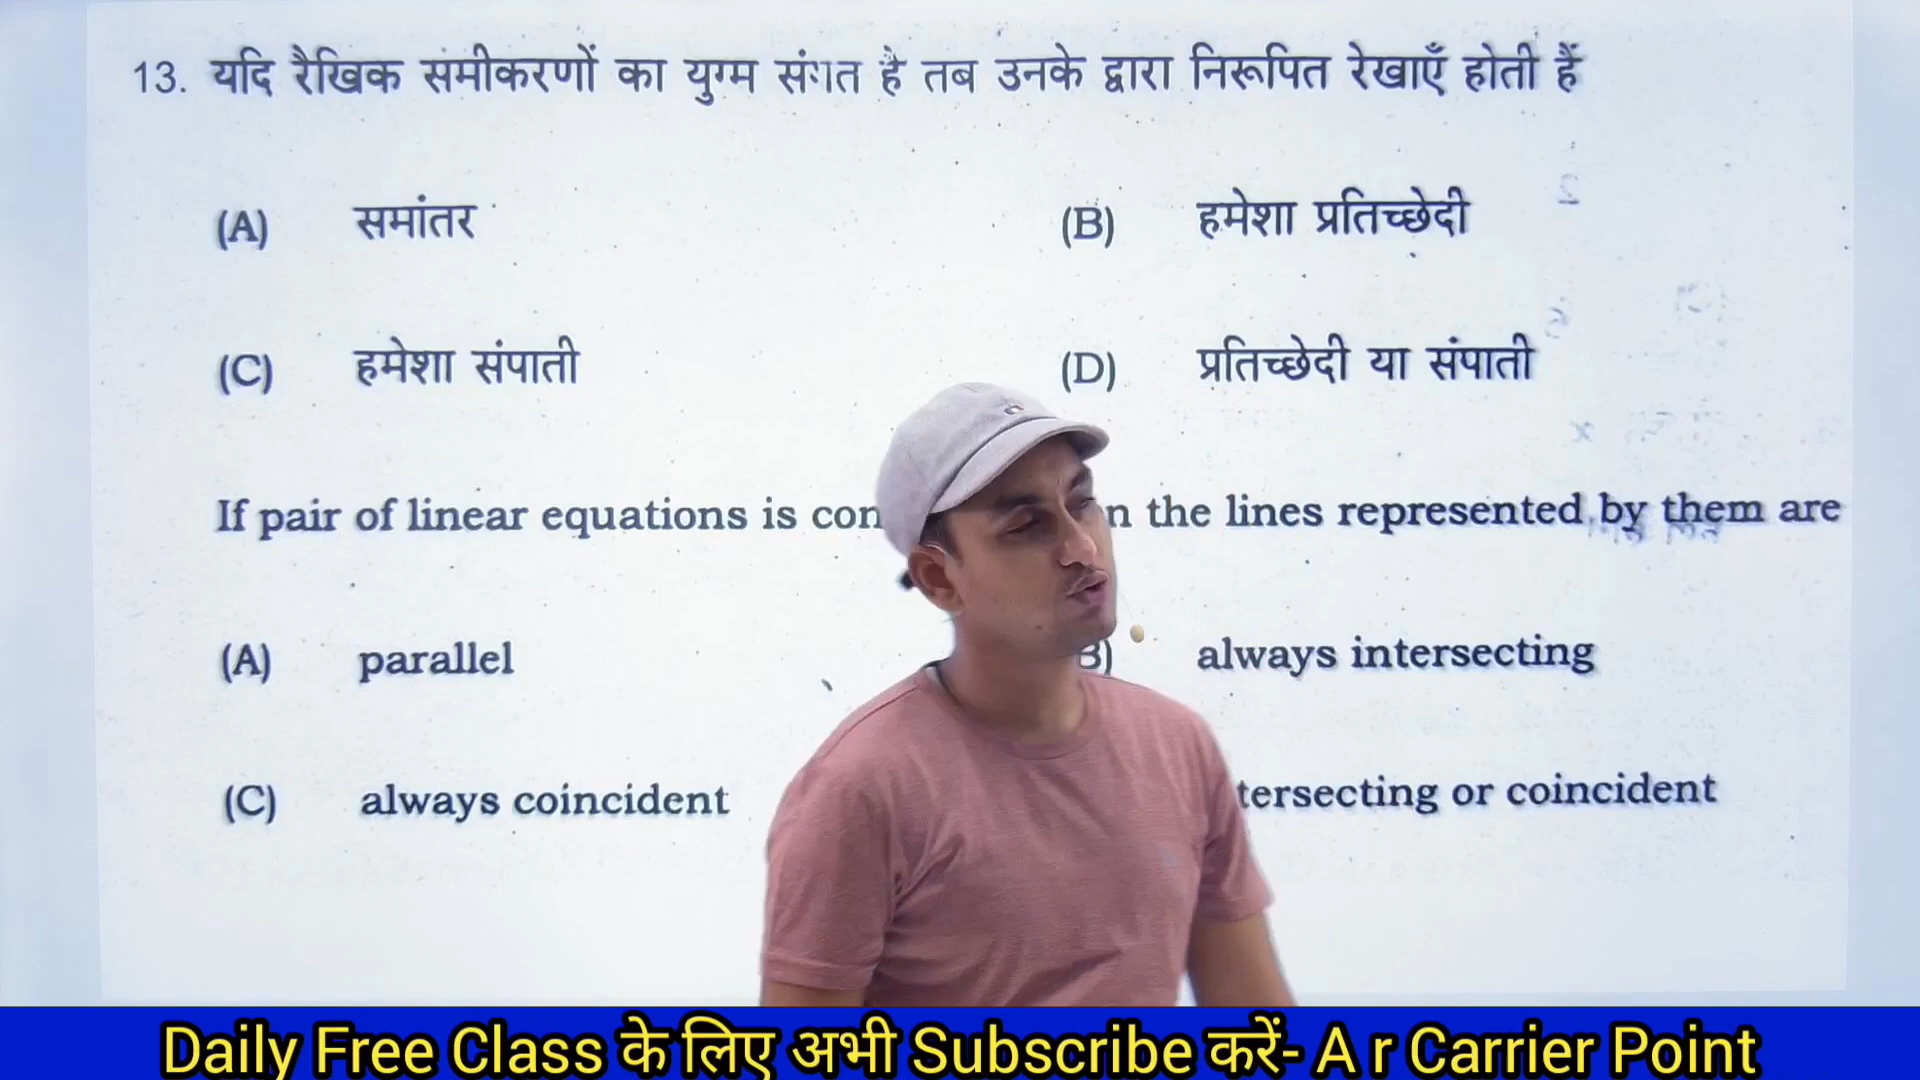 13. यदि रैखिक समीकरणों का युग्म संगत है तब उनके द्वारा निरूपित रेखाएँ होती हैं
(A) समांतर (B) हमेशा प्रतिच्छेदी
(C) हमेशा संपाती (D) प्रतिच्छेदी या संपाती
If pair of linear equations is the lines represented by them are
(A) parallel always intersecting
(C) always coincident or coincident
Daily Free Class के लिए अभी Subscribe करें- A r Carrier Point